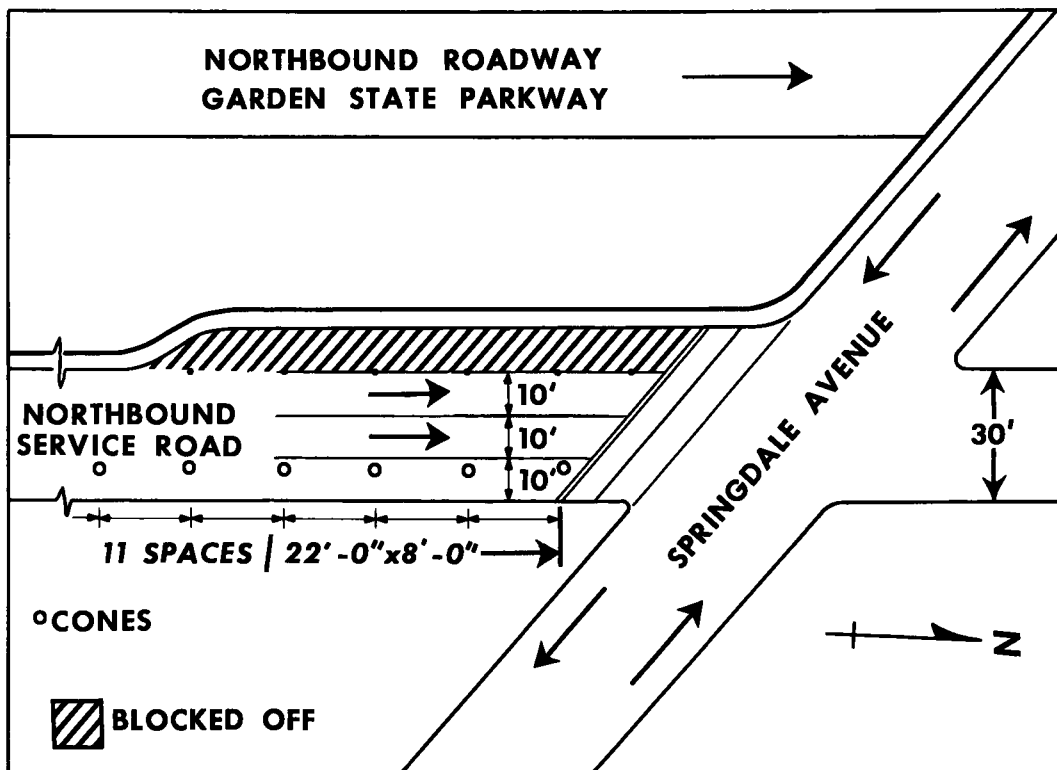 NORTHBOUND ROADWAY
GARDEN STATE PARKWAY
NORTHBOUND
SERVICE ROAD
10'
10'
10'
30'
SPRINGDALE AVENUE
11 SPACES / 22'-0"x8'-0"
CONES
BLOCKED OFF
N